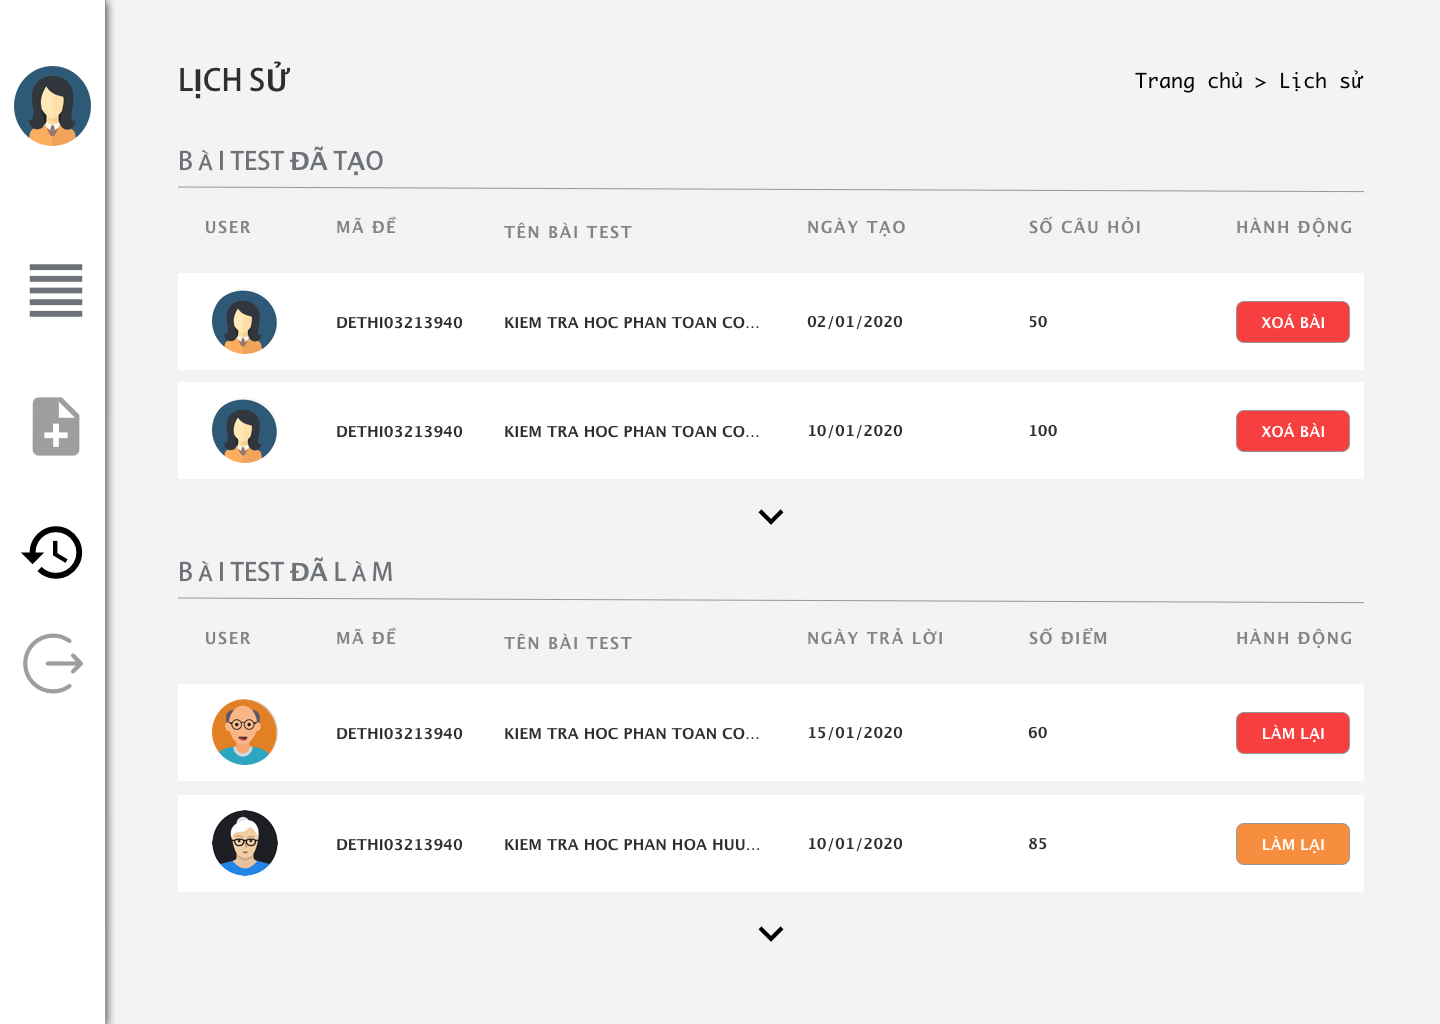 LỊCH SỬ
Trang chủ > Lịch sử
BÀI TEST ĐÃ TẠO
USER MÃ ĐỀ TÊN BÀI TEST NGÀY TẠO SỐ CÂU HỎI HÀNH ĐỘNG
DETHI03213940 KIEM TRA HOC PHAN TOAN CO... 02/01/2020 50 XOÁ BÀI
DETHI03213940 KIEM TRA HOC PHAN TOAN CO... 10/01/2020 100 XOÁ BÀI
BÀI TEST ĐÃ LÀM
USER MÃ ĐỀ TÊN BÀI TEST NGÀY TRẢ LỜI SỐ ĐIỂM HÀNH ĐỘNG
DETHI03213940 KIEM TRA HOC PHAN TOAN CO... 15/01/2020 60 LÀM LẠI
DETHI03213940 KIEM TRA HOC PHAN HOA HUU... 10/01/2020 85 LÀM LẠI